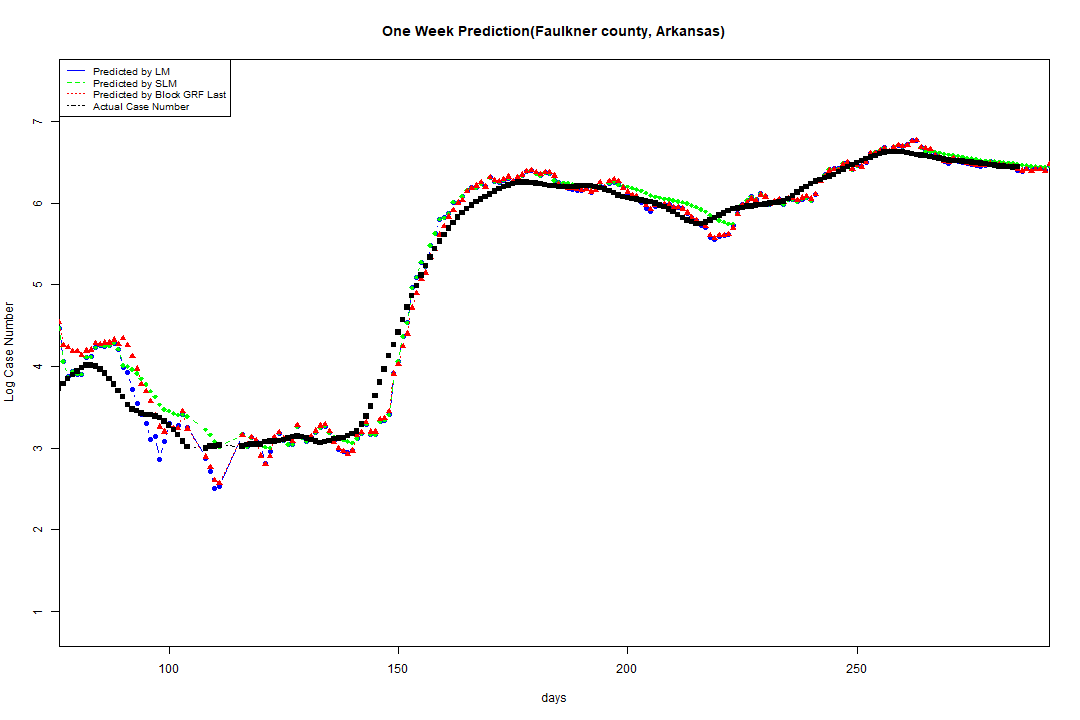 One Week Prediction(Faulkner county, Arkansas)
Predicted by LM
Predicted by SLM
Predicted by Block GRF Last
Actual Case Number
Log Case Number
7
6
5
4
3
2
1
100 150 200 250
days